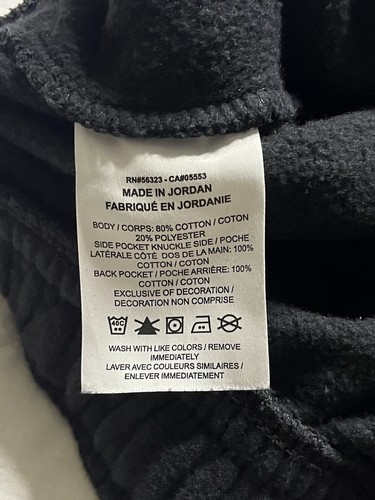 RN#56323 - CA#05553
MADE IN JORDAN
FABRIQUÉ EN JORDANIE
BODY / CORPS: 80% COTTON / COTON
20% POLYESTER
SIDE POCKET KNUCKLE SIDE / POCHE
LATÉRALE CÔTÉ DOS DE LA MAIN: 100%
COTTON / COTON
BACK POCKET / POCHE ARRIÈRE: 100%
COTTON / COTON
EXCLUSIVE OF DECORATION /
DECORATION NON COMPRISE
40C
WASH WITH LIKE COLORS / REMOVE
IMMEDIATELY
LAVER AVEC COULEURS SIMILAIRES /
ENLEVER IMMEDIATEMENT